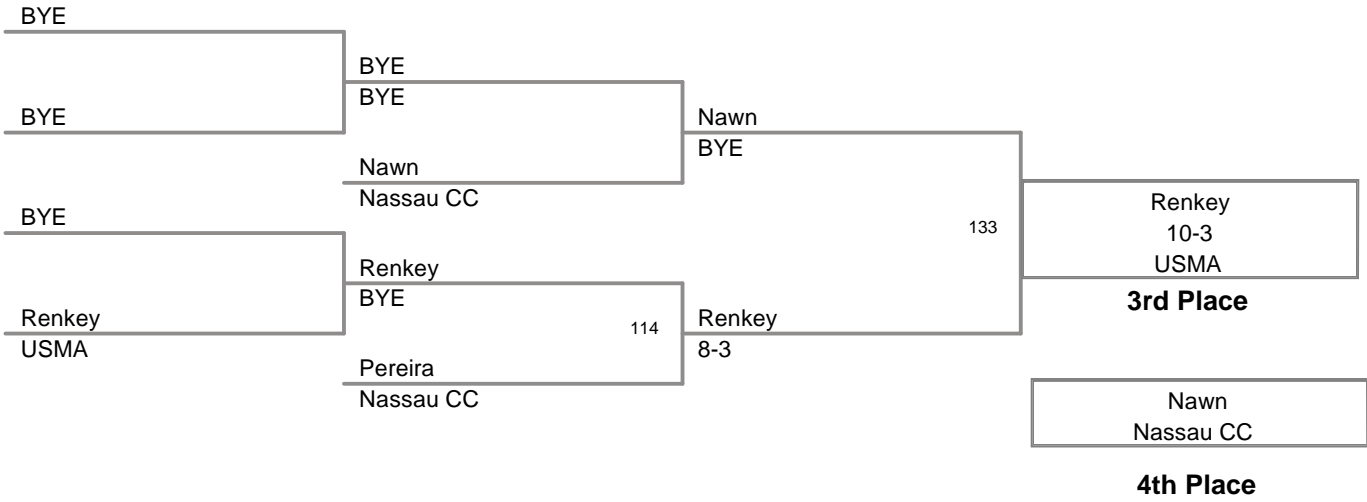 BYE
BYE
BYE
BYE
Nawn
BYE
Nawn
Nassau CC
BYE
Renkey
10-3
USMA
133
Renkey
BYE
3rd Place
Renkey
USMA
114
Renkey
8-3
Pereira
Nassau CC
Nawn
Nassau CC
4th Place